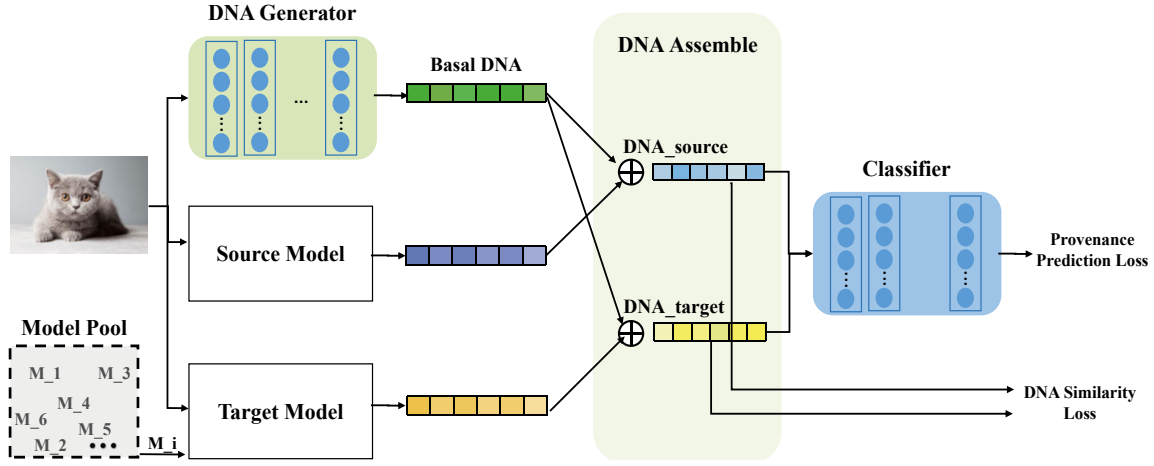 DNA Generator
...
Basal DNA
DNA Assemble
DNA_source
Classifier
Source Model
Provenance
Prediction Loss
DNA_target
Model Pool
M_1
M_3
M_4
M_6
M_5
M_2
...
M_i
Target Model
DNA Similarity
Loss